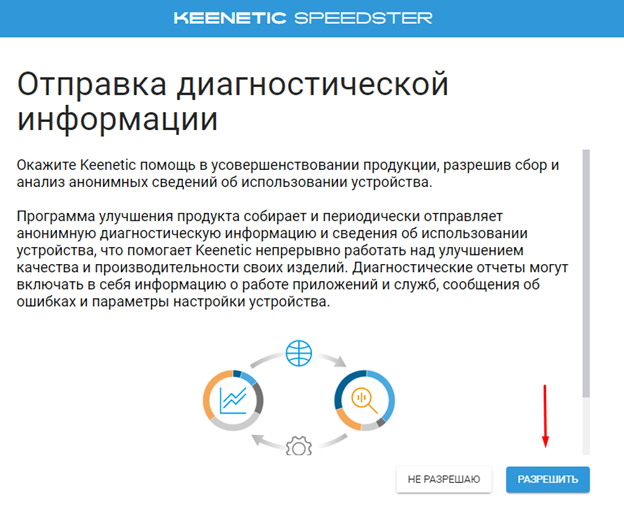 KEENETIC SPEEDSTER
Отправка диагностической
информации
Окажите Keenetic помощь в усовершенствовании продукции, разрешив сбор и
анализ анонимных сведений об использовании устройства.
Программа улучшения продукта собирает и периодически отправляет
анонимную диагностическую информацию и сведения об использовании
устройства, что помогает Keenetic непрерывно работать над улучшением
качества и производительности своих изделий. Диагностические отчеты могут
включать в себя информацию о работе приложений и служб, сообщения об
ошибках и параметры настройки устройства.
НЕ РАЗРЕШАЮ
РАЗРЕШИТЬ